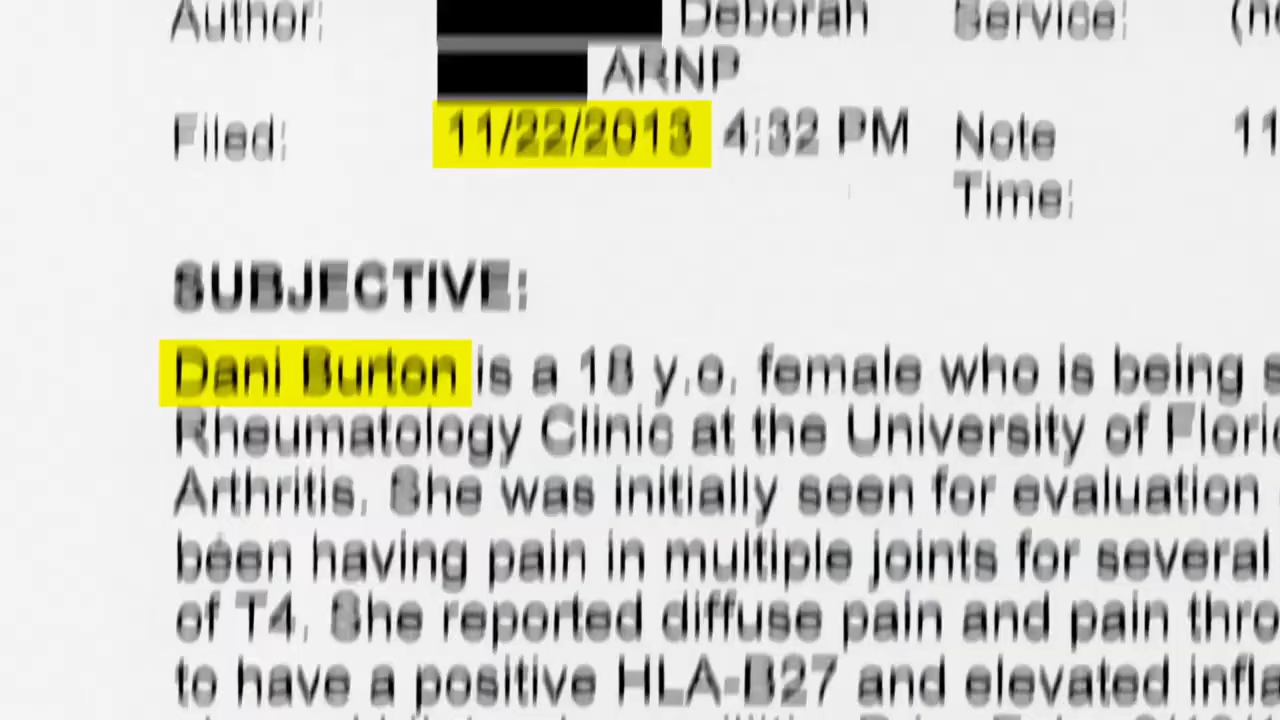 Author: Deborah Service:
ARNP
Filed: 11/22/2013 4:32 PM Note
Time:
SUBJECTIVE:
Dani Burton is a 18 y.o. female who is being
Rheumatology Clinic at the University of
Arthritis. She was initially seen for evaluation
been having pain in multiple joints for several
of T4. She reported diffuse pain and pain
to have a positive HLA-B27 and elevated